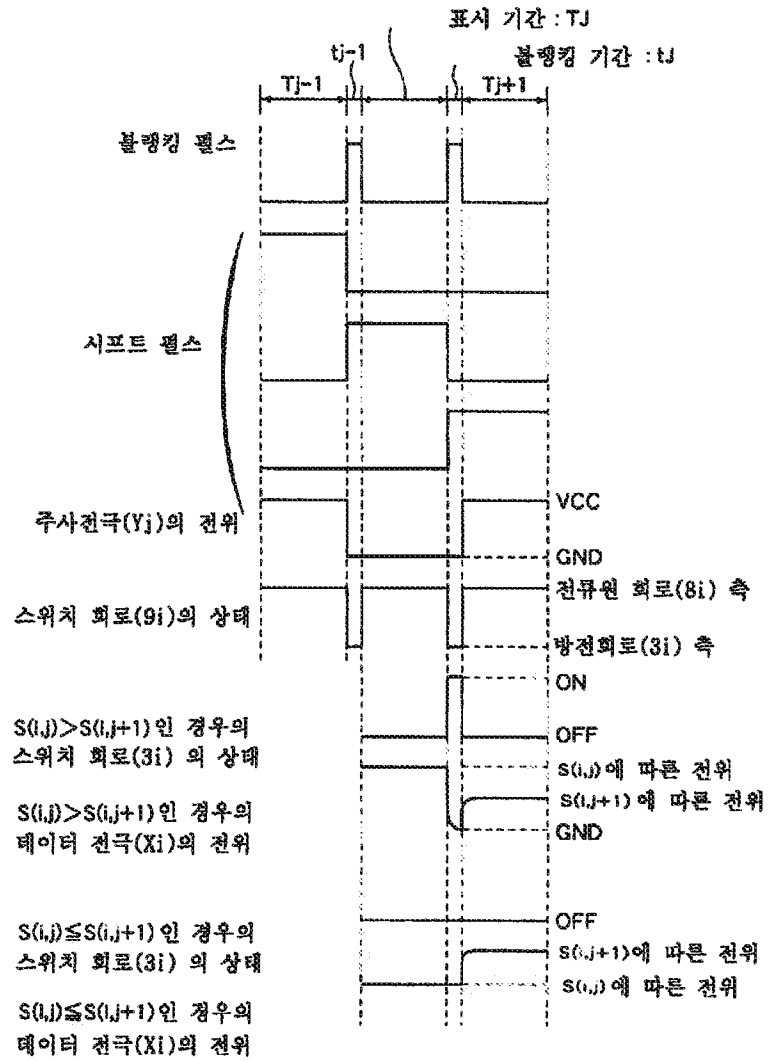 표시 기간 : TJ
tj-1
블랭킹 기간 : tJ
Tj-1
Tj+1
블랭킹 펄스
시프트 펄스
VCC
주사전극(Yj)의 전위
GND
전류원 회로(8i) 측
스위치 회로(9i)의 상태
방전회로(3i) 측
ON
S(i,j)>S(i,j+1)인 경우의
스위치 회로(3i) 의 상태
OFF
S(i,j)에 따른 전위
S(i,j+1)에 따른 전위
S(i,j)>S(i,j+1)인 경우의
데이터 전극(Xi)의 전위
GND
OFF
S(i,j)≦S(i,j+1)인 경우의
스위치 회로(3i) 의 상태
S(i,j+1)에 따른 전위
S(i,j)에 따른 전위
S(i,j)≦S(i,j+1)인 경우의
데이터 전극(Xi)의 전위